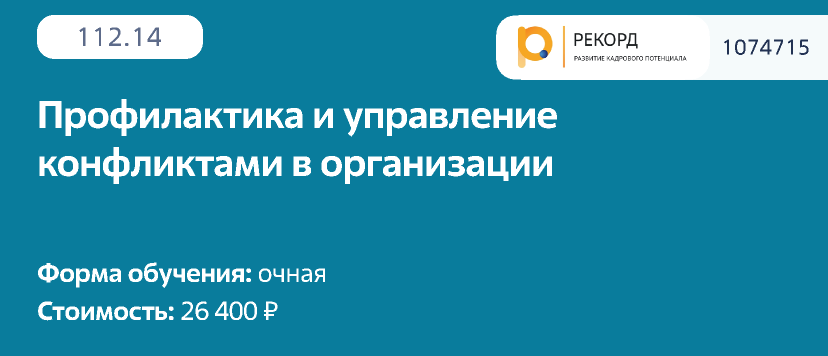 112.14
РЕКОРД
РАЗВИТИЕ КАДРОВОГО ПОТЕНЦИАЛА
1074715
Профилактика и управление
конфликтами в организации
Форма обучения: очная
Стоимость: 26 400 ₽